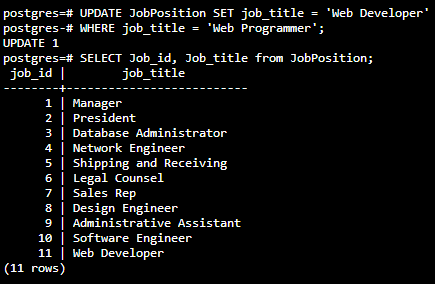 postgres=# UPDATE JobPosition SET job_title = 'Web Developer'
postgres=# WHERE job_title = 'Web Programmer';
UPDATE 1
postgres=# SELECT Job_id, Job_title from JobPosition;
 job_id |        job_title
--------+-------------------------
      1 | Manager
      2 | President
      3 | Database Administrator
      4 | Network Engineer
      5 | Shipping and Receiving
      6 | Legal Counsel
      7 | Sales Rep
      8 | Design Engineer
      9 | Administrative Assistant
     10 | Software Engineer
     11 | Web Developer
(11 rows)